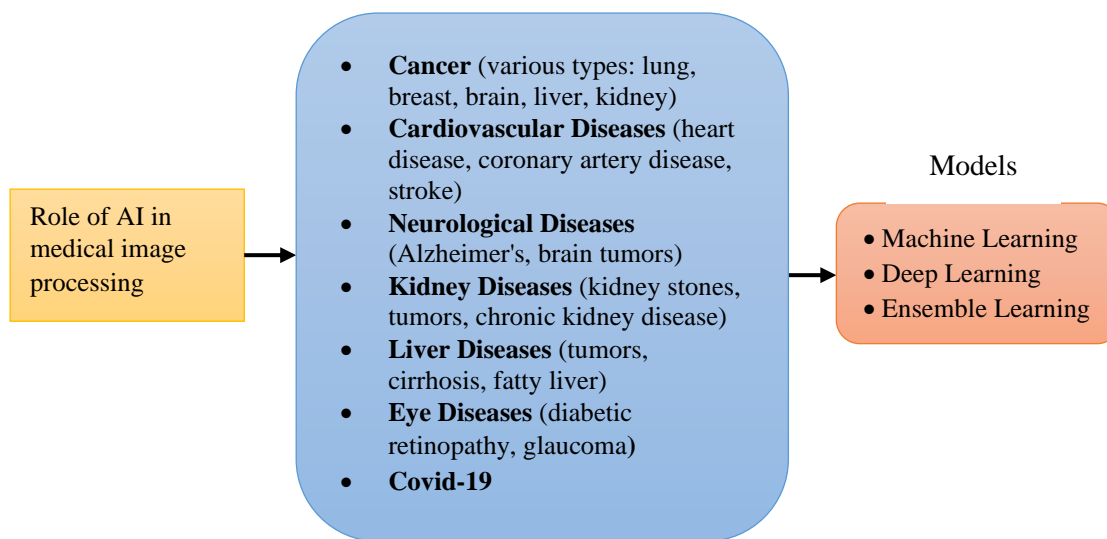 Role of AI in
medical image
processing
• Cancer (various types: lung,
breast, brain, liver, kidney)
• Cardiovascular Diseases (heart
disease, coronary artery disease,
stroke)
• Neurological Diseases
(Alzheimer's, brain tumors)
• Kidney Diseases (kidney stones,
tumors, chronic kidney disease)
• Liver Diseases (tumors,
cirrhosis, fatty liver)
• Eye Diseases (diabetic
retinopathy, glaucoma)
• Covid-19
Models
• Machine Learning
• Deep Learning
• Ensemble Learning